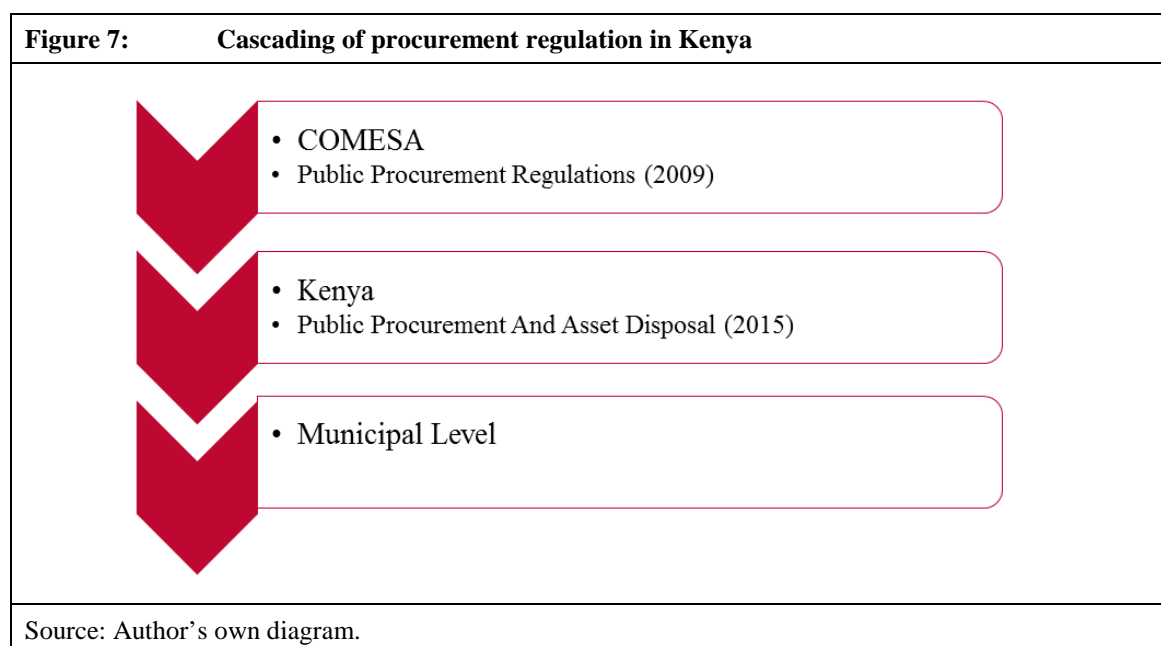 Figure 7: Cascading of procurement regulation in Kenya
• COMESA
• Public Procurement Regulations (2009)
• Kenya
• Public Procurement And Asset Disposal (2015)
• Municipal Level
Source: Author’s own diagram.